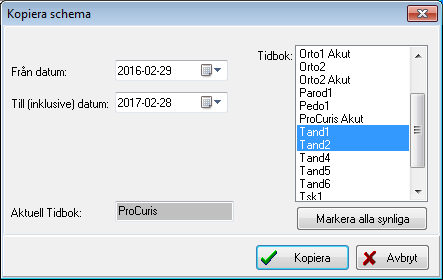 Kopiera schema
Från datum:
2016-02-29
Till (inklusive) datum:
2017-02-28
Tidbok:
Orto1 Akut
Orto2
Orto2 Akut
Parod1
Pedo1
ProCuris Akut
Tand1
Tand2
Tand4
Tand5
Tand6
Tsk1
Aktuell Tidbok:
ProCuris
Markera alla synliga
Kopiera
Avbryt